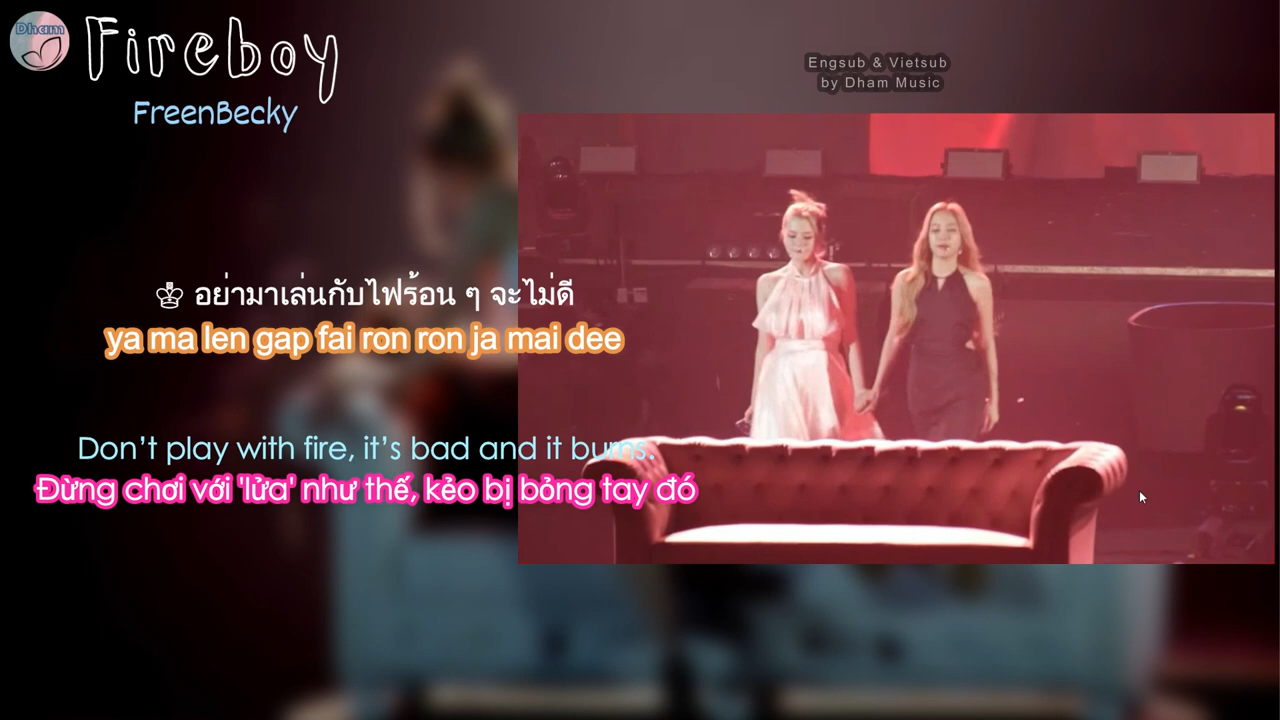 Dham
Fireboy
FreenBecky
Engsub & Vietsub
by Dham Music
♔ อย่ามาเล่นกับไฟร้อน ๆ จะไม่ดี
ya ma len gap fai ron ron ja mai dee
Don’t play with fire, it’s bad and it burns.
Đừng chơi với 'lửa' như thế, kẻo bị bỏng tay đó